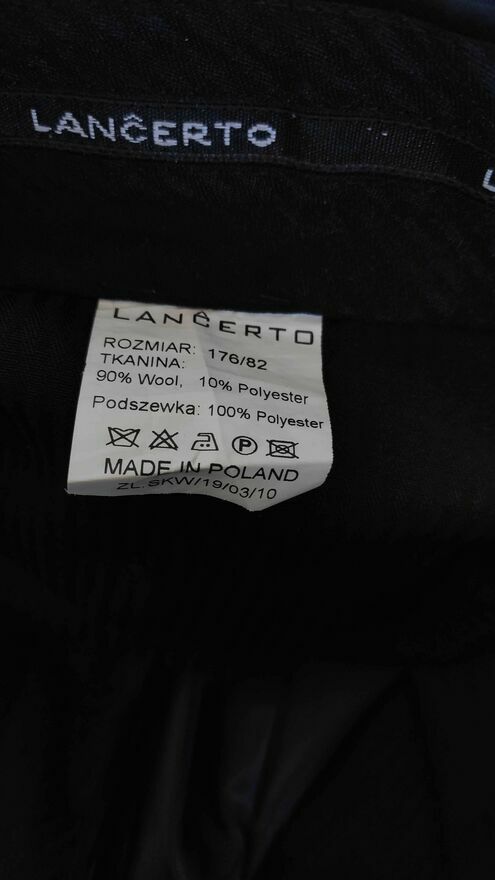 LANĈERTO
LANĈERTO
ROZMIAR: 176/82
TKANINA:
90% Wool, 10% Polyester
Podszewka: 100% Polyester
P
MADE IN POLAND
ZL.SKW/19/03/10